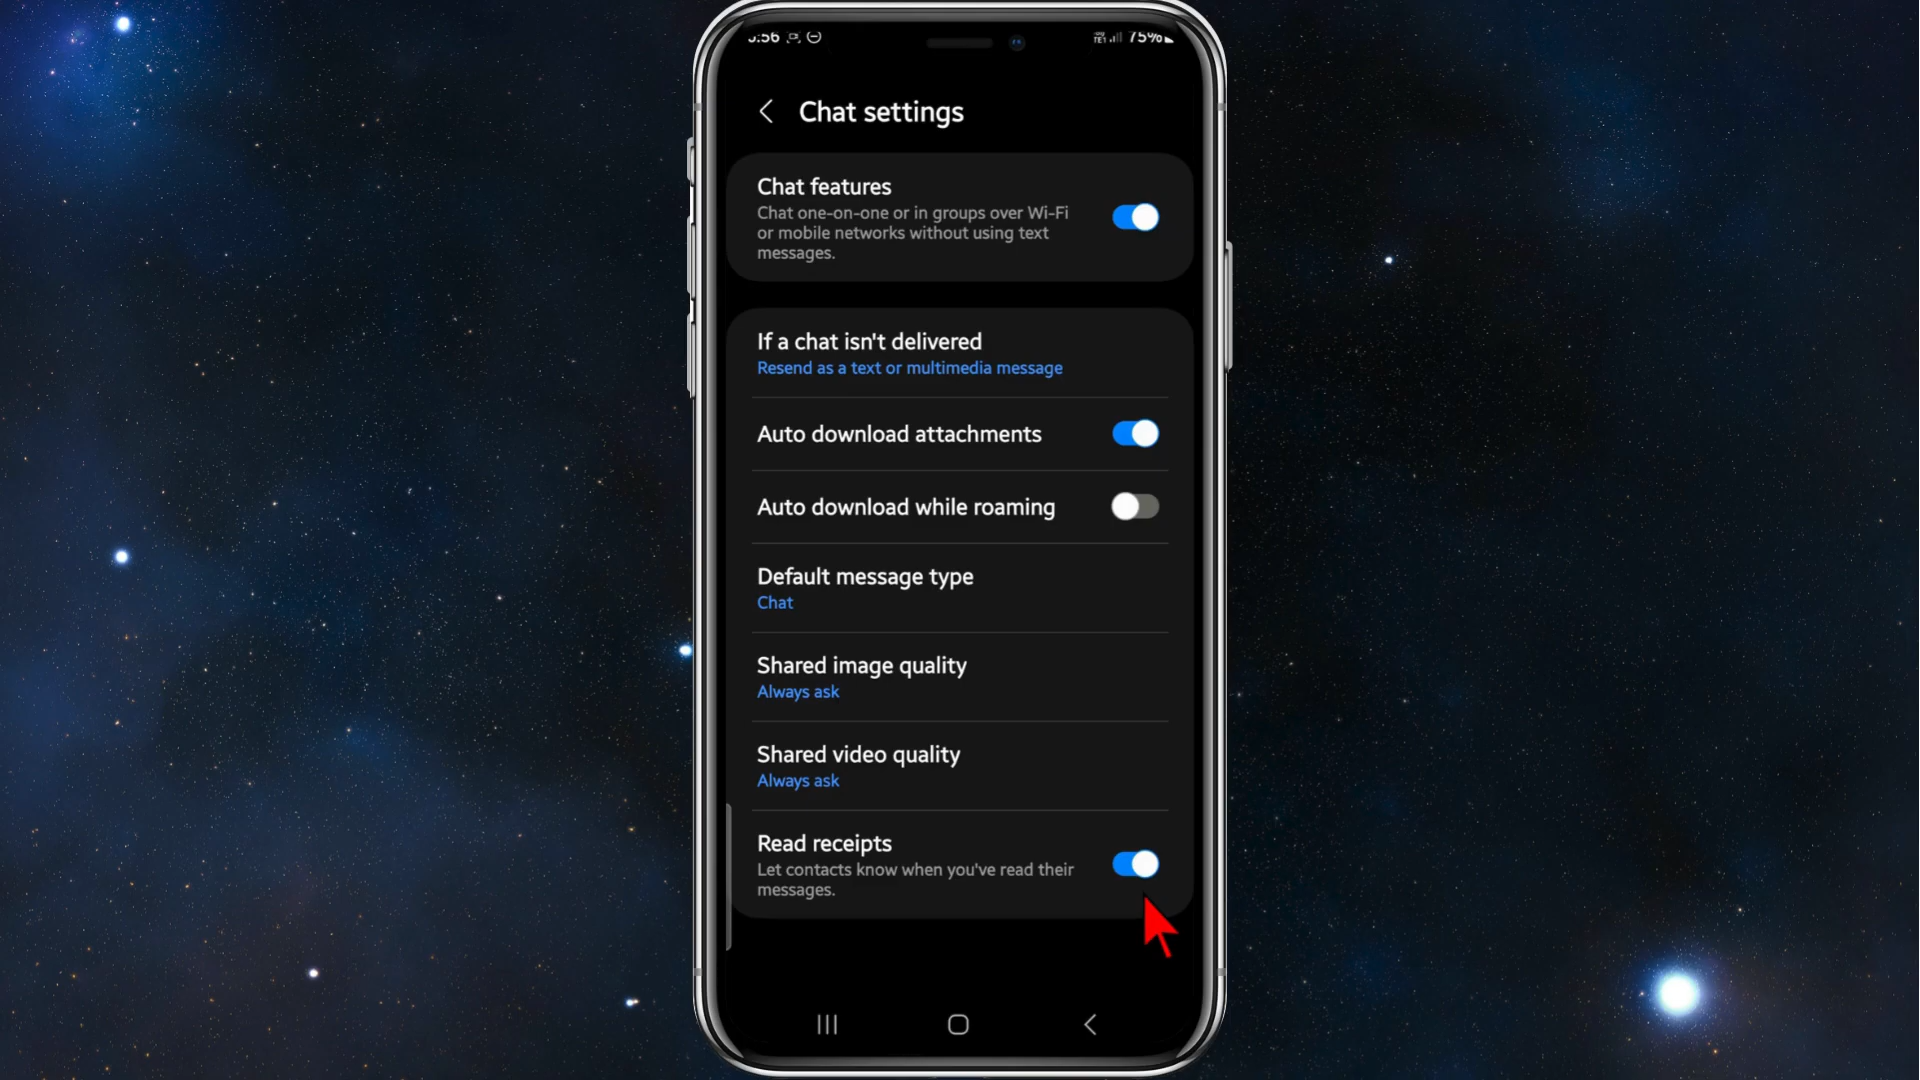 75%
Chat settings
Chat features
Chat one-on-one or in groups over Wi-Fi
or mobile networks without using text
messages.
If a chat isn't delivered
Resend as a text or multimedia message
Auto download attachments
Auto download while roaming
Default message type
Chat
Shared image quality
Always ask
Shared video quality
Always ask
Read receipts
Let contacts know when you've read their
messages.